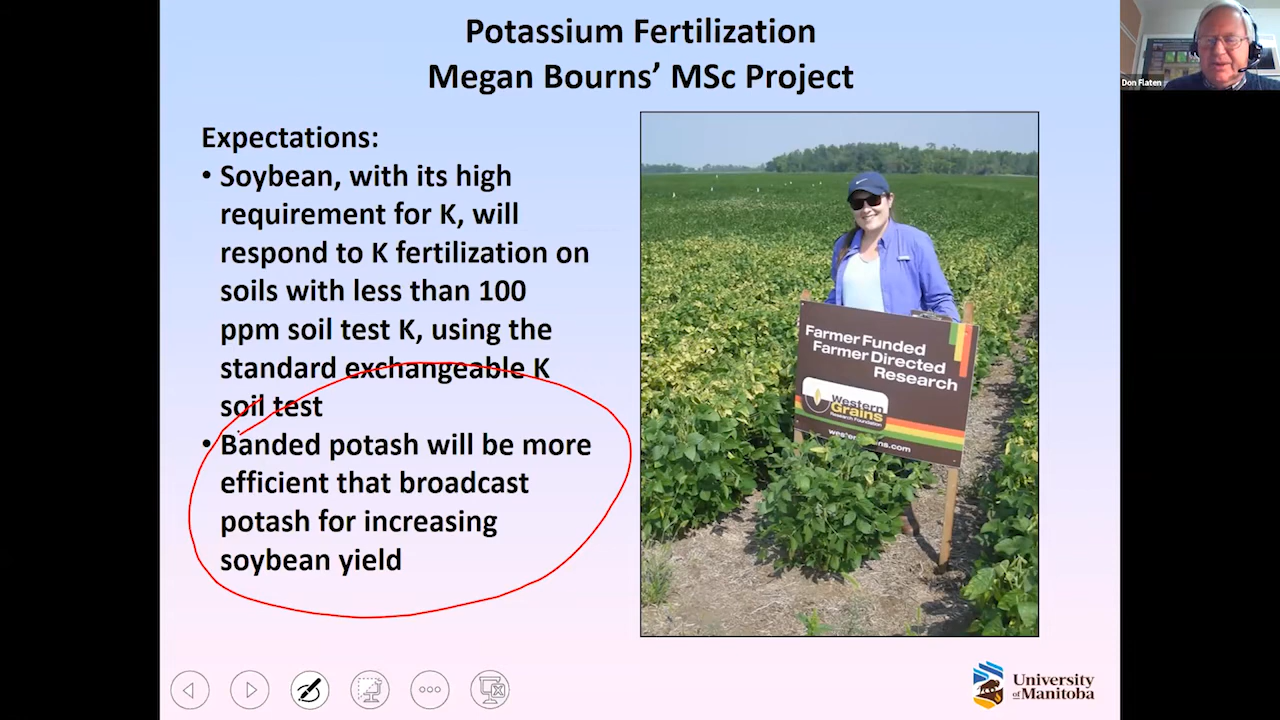 Potassium Fertilization
Megan Bourns’ MSc Project
Don Flaten
Expectations:
• Soybean, with its high
requirement for K, will
respond to K fertilization on
soils with less than 100
ppm soil test K, using the
standard exchangeable K
soil test
• Banded potash will be more
efficient that broadcast
potash for increasing
soybean yield
Farmer Funded
Farmer Directed
Research
Western
Grains
Research Foundation
University
of Manitoba